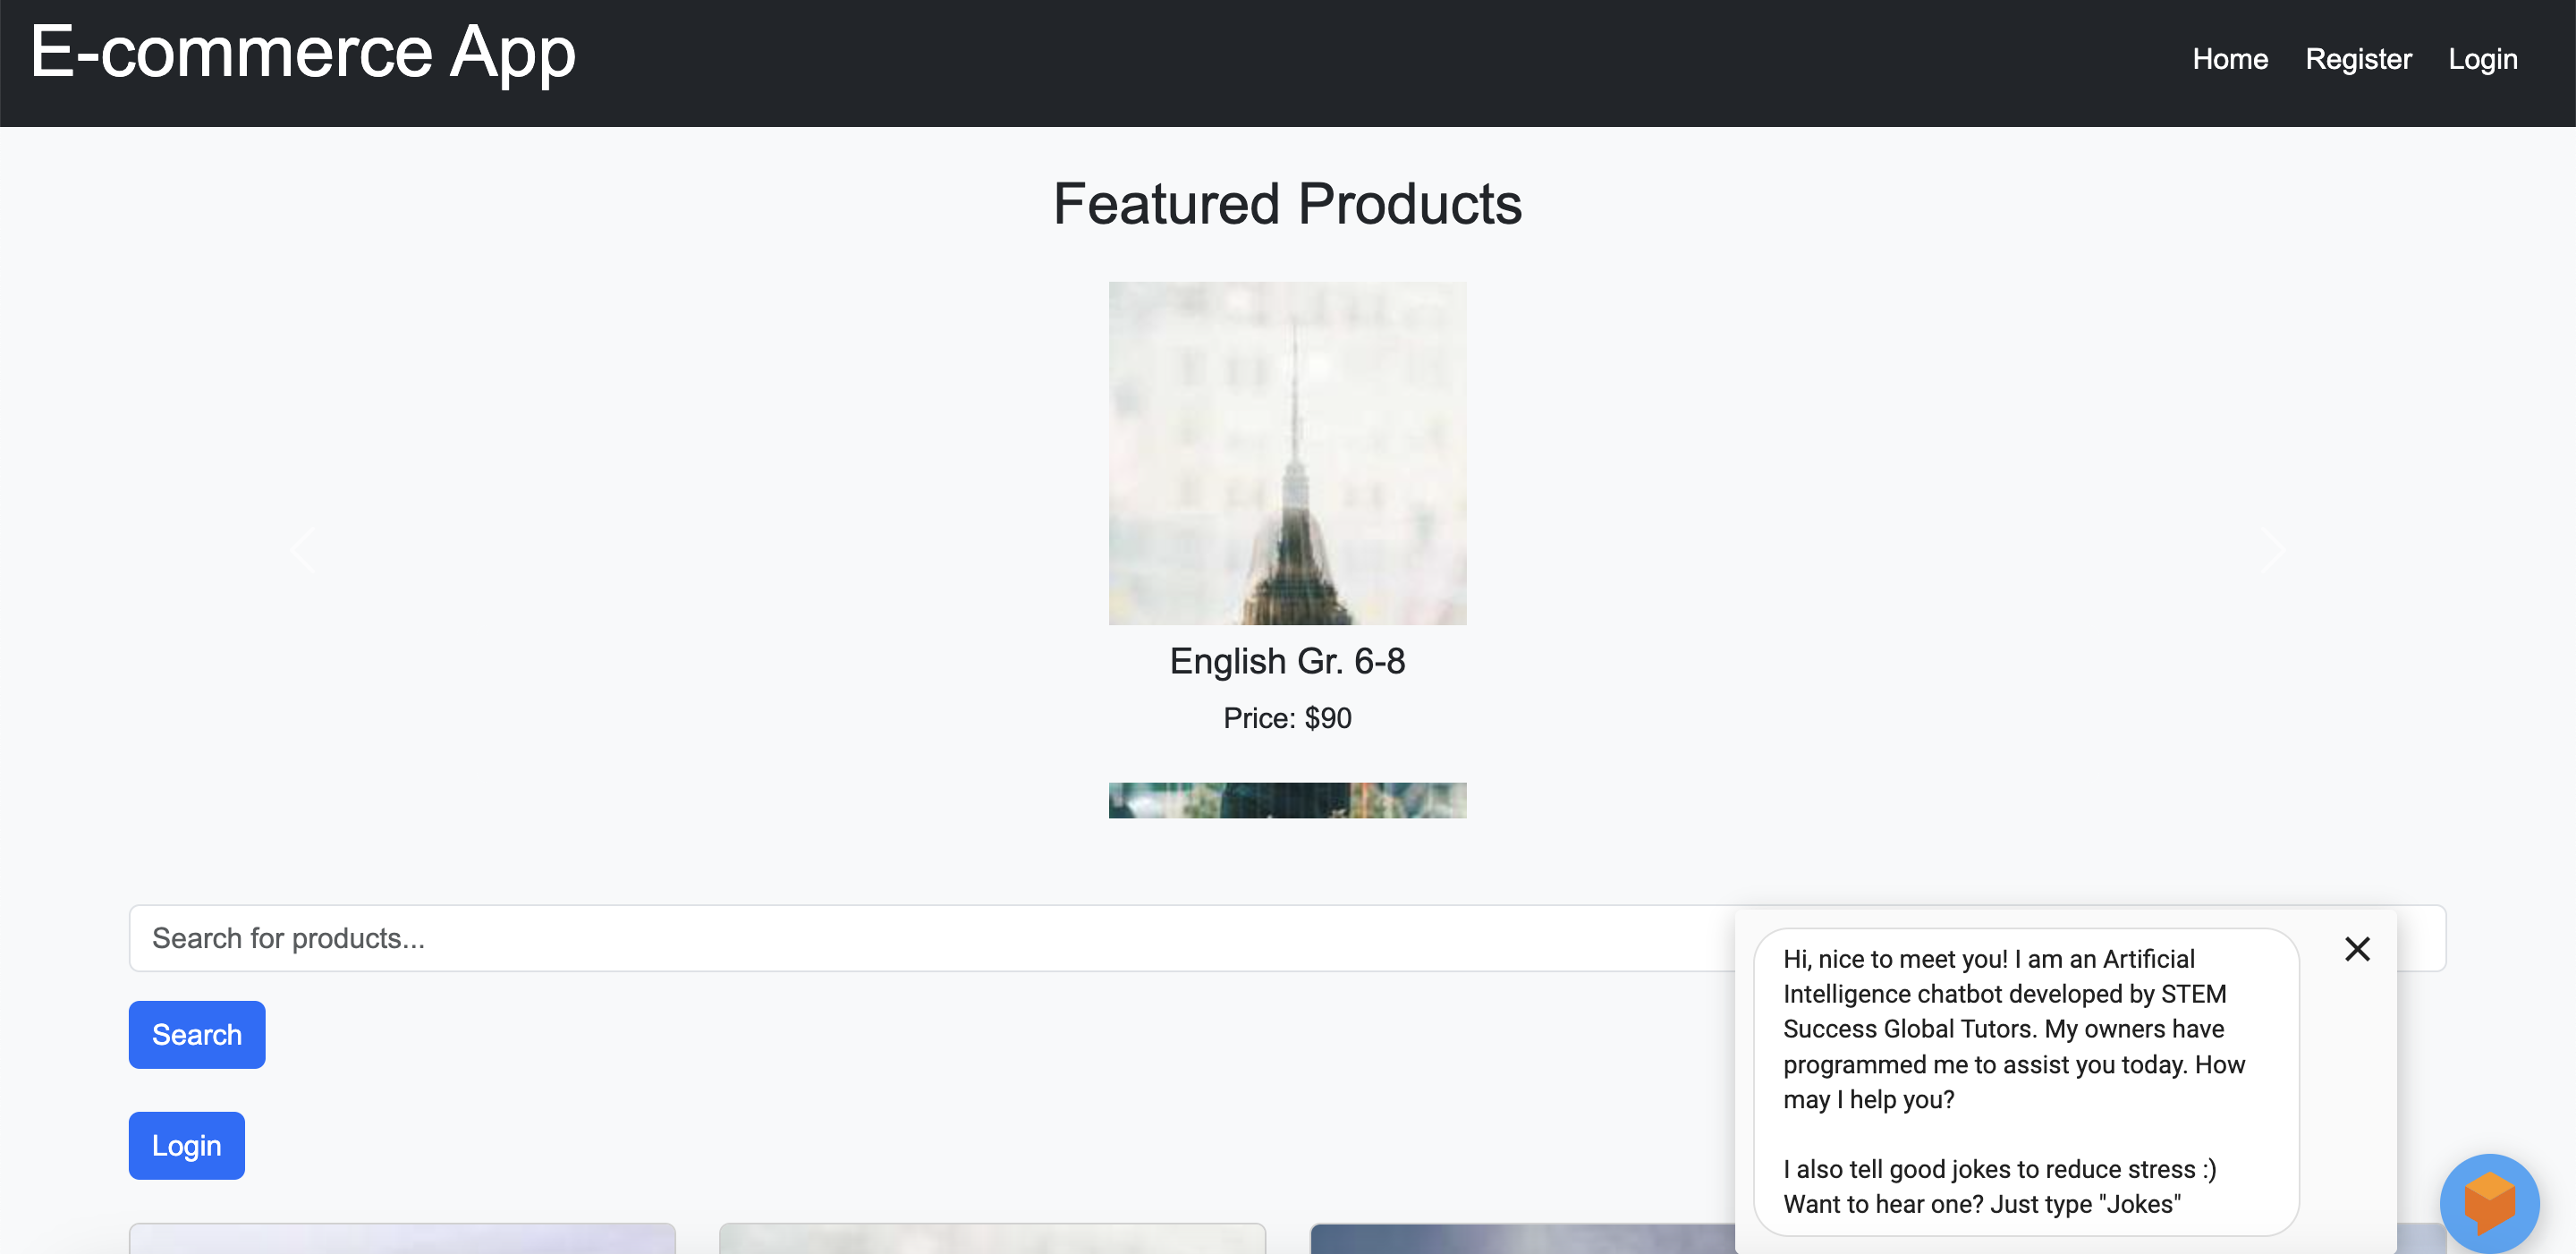 E-commerce App
Home Register Login
Featured Products
English Gr. 6-8
Price: $90
Search for products...
Search
Login
Hi, nice to meet you! I am an Artificial
Intelligence chatbot developed by STEM
Success Global Tutors. My owners have
programmed me to assist you today. How
may I help you?
I also tell good jokes to reduce stress :)
Want to hear one? Just type "Jokes"